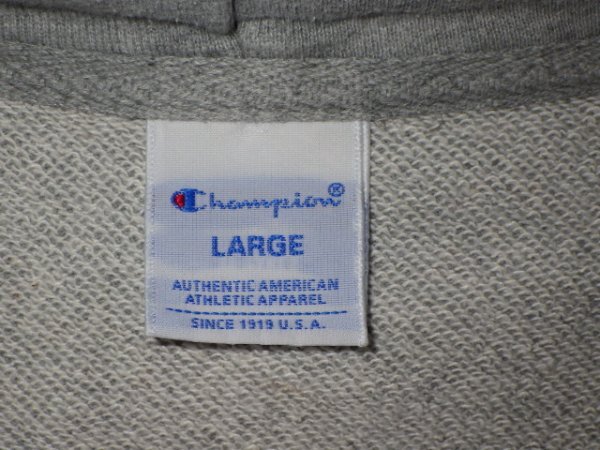 Champion®
LARGE
AUTHENTIC AMERICAN
ATHLETIC APPAREL
SINCE 1919 U.S.A.